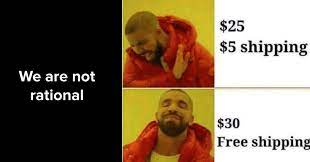 We are not
rational
$25
$5 shipping
$30
Free shipping